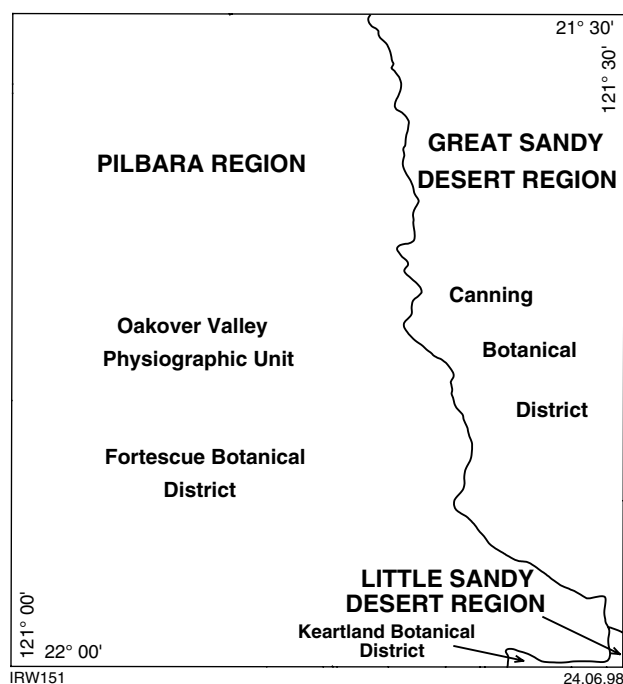 21° 30'
121° 30'
PILBARA REGION
GREAT SANDY
DESERT REGION
Canning
Botanical
District
Oakover Valley
Physiographic Unit
Fortescue Botanical
District
LITTLE SANDY
DESERT REGION
Keartland Botanical
District
121° 00'
22° 00'
IRW151
24.06.98